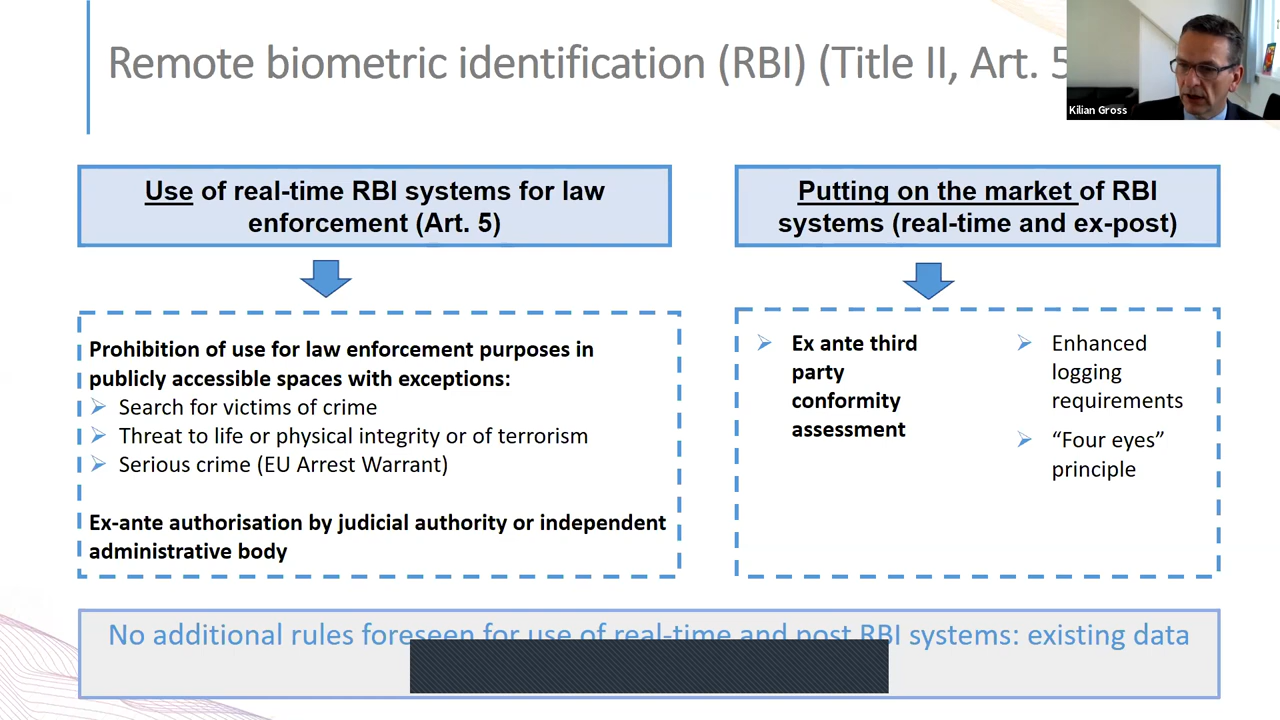 Remote biometric identification (RBI) (Title II, Art. 5
Kilian Gross
Use of real-time RBI systems for law
enforcement (Art. 5)
Prohibition of use for law enforcement purposes in
publicly accessible spaces with exceptions:
Search for victims of crime
Threat to life or physical integrity or of terrorism
Serious crime (EU Arrest Warrant)
Ex-ante authorisation by judicial authority or independent
administrative body
Putting on the market of RBI
systems (real-time and ex-post)
Ex ante third
party
conformity
assessment
Enhanced
logging
requirements
“Four eyes”
principle
No additional rules foreseen for use of real-time and post RBI systems: existing data